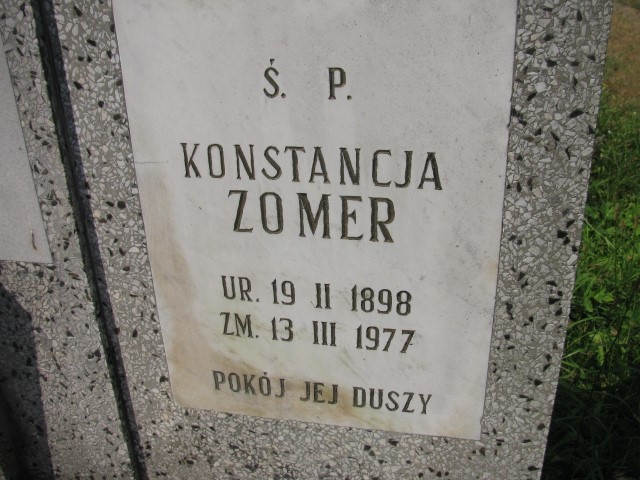 Ś. P.
KONSTANCJA
ZOMER
UR. 19 II 1898
ZM. 13 III 1977
POKÓJ JEJ DUSZY